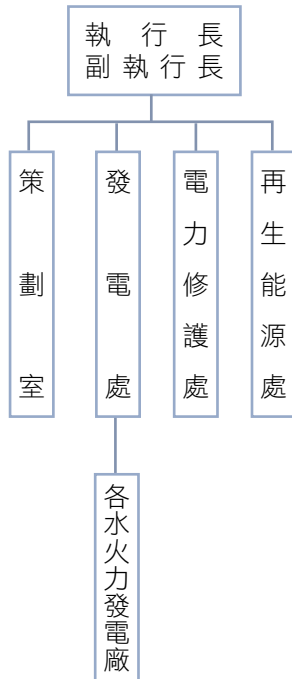 執行長
副執行長
策劃室
發電處
電力修護處
再生能源處
各水火力發電廠